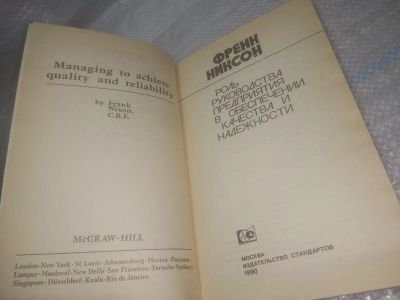 Managing to achieve
quality and reliability
by Frank
Nixon,
C.B.E.
McGRAW-HILL
London·New York·St Louis·Johannesburg·Mexico·Panama·
Lumper·Montreal·New Delhi·San Francisco·Toronto·Sydney·
Singapore·Düsseldorf·Kuala·Rio de Janeiro
ФРЕНК
НИКСОН
РОЛЬ
РУКОВОДСТВА
ПРЕДПРИЯТИЯ
В ОБЕСПЕЧЕНИИ
КАЧЕСТВА И
НАДЕЖНОСТИ
МОСКВА
ИЗДАТЕЛЬСТВО СТАНДАРТОВ
1990